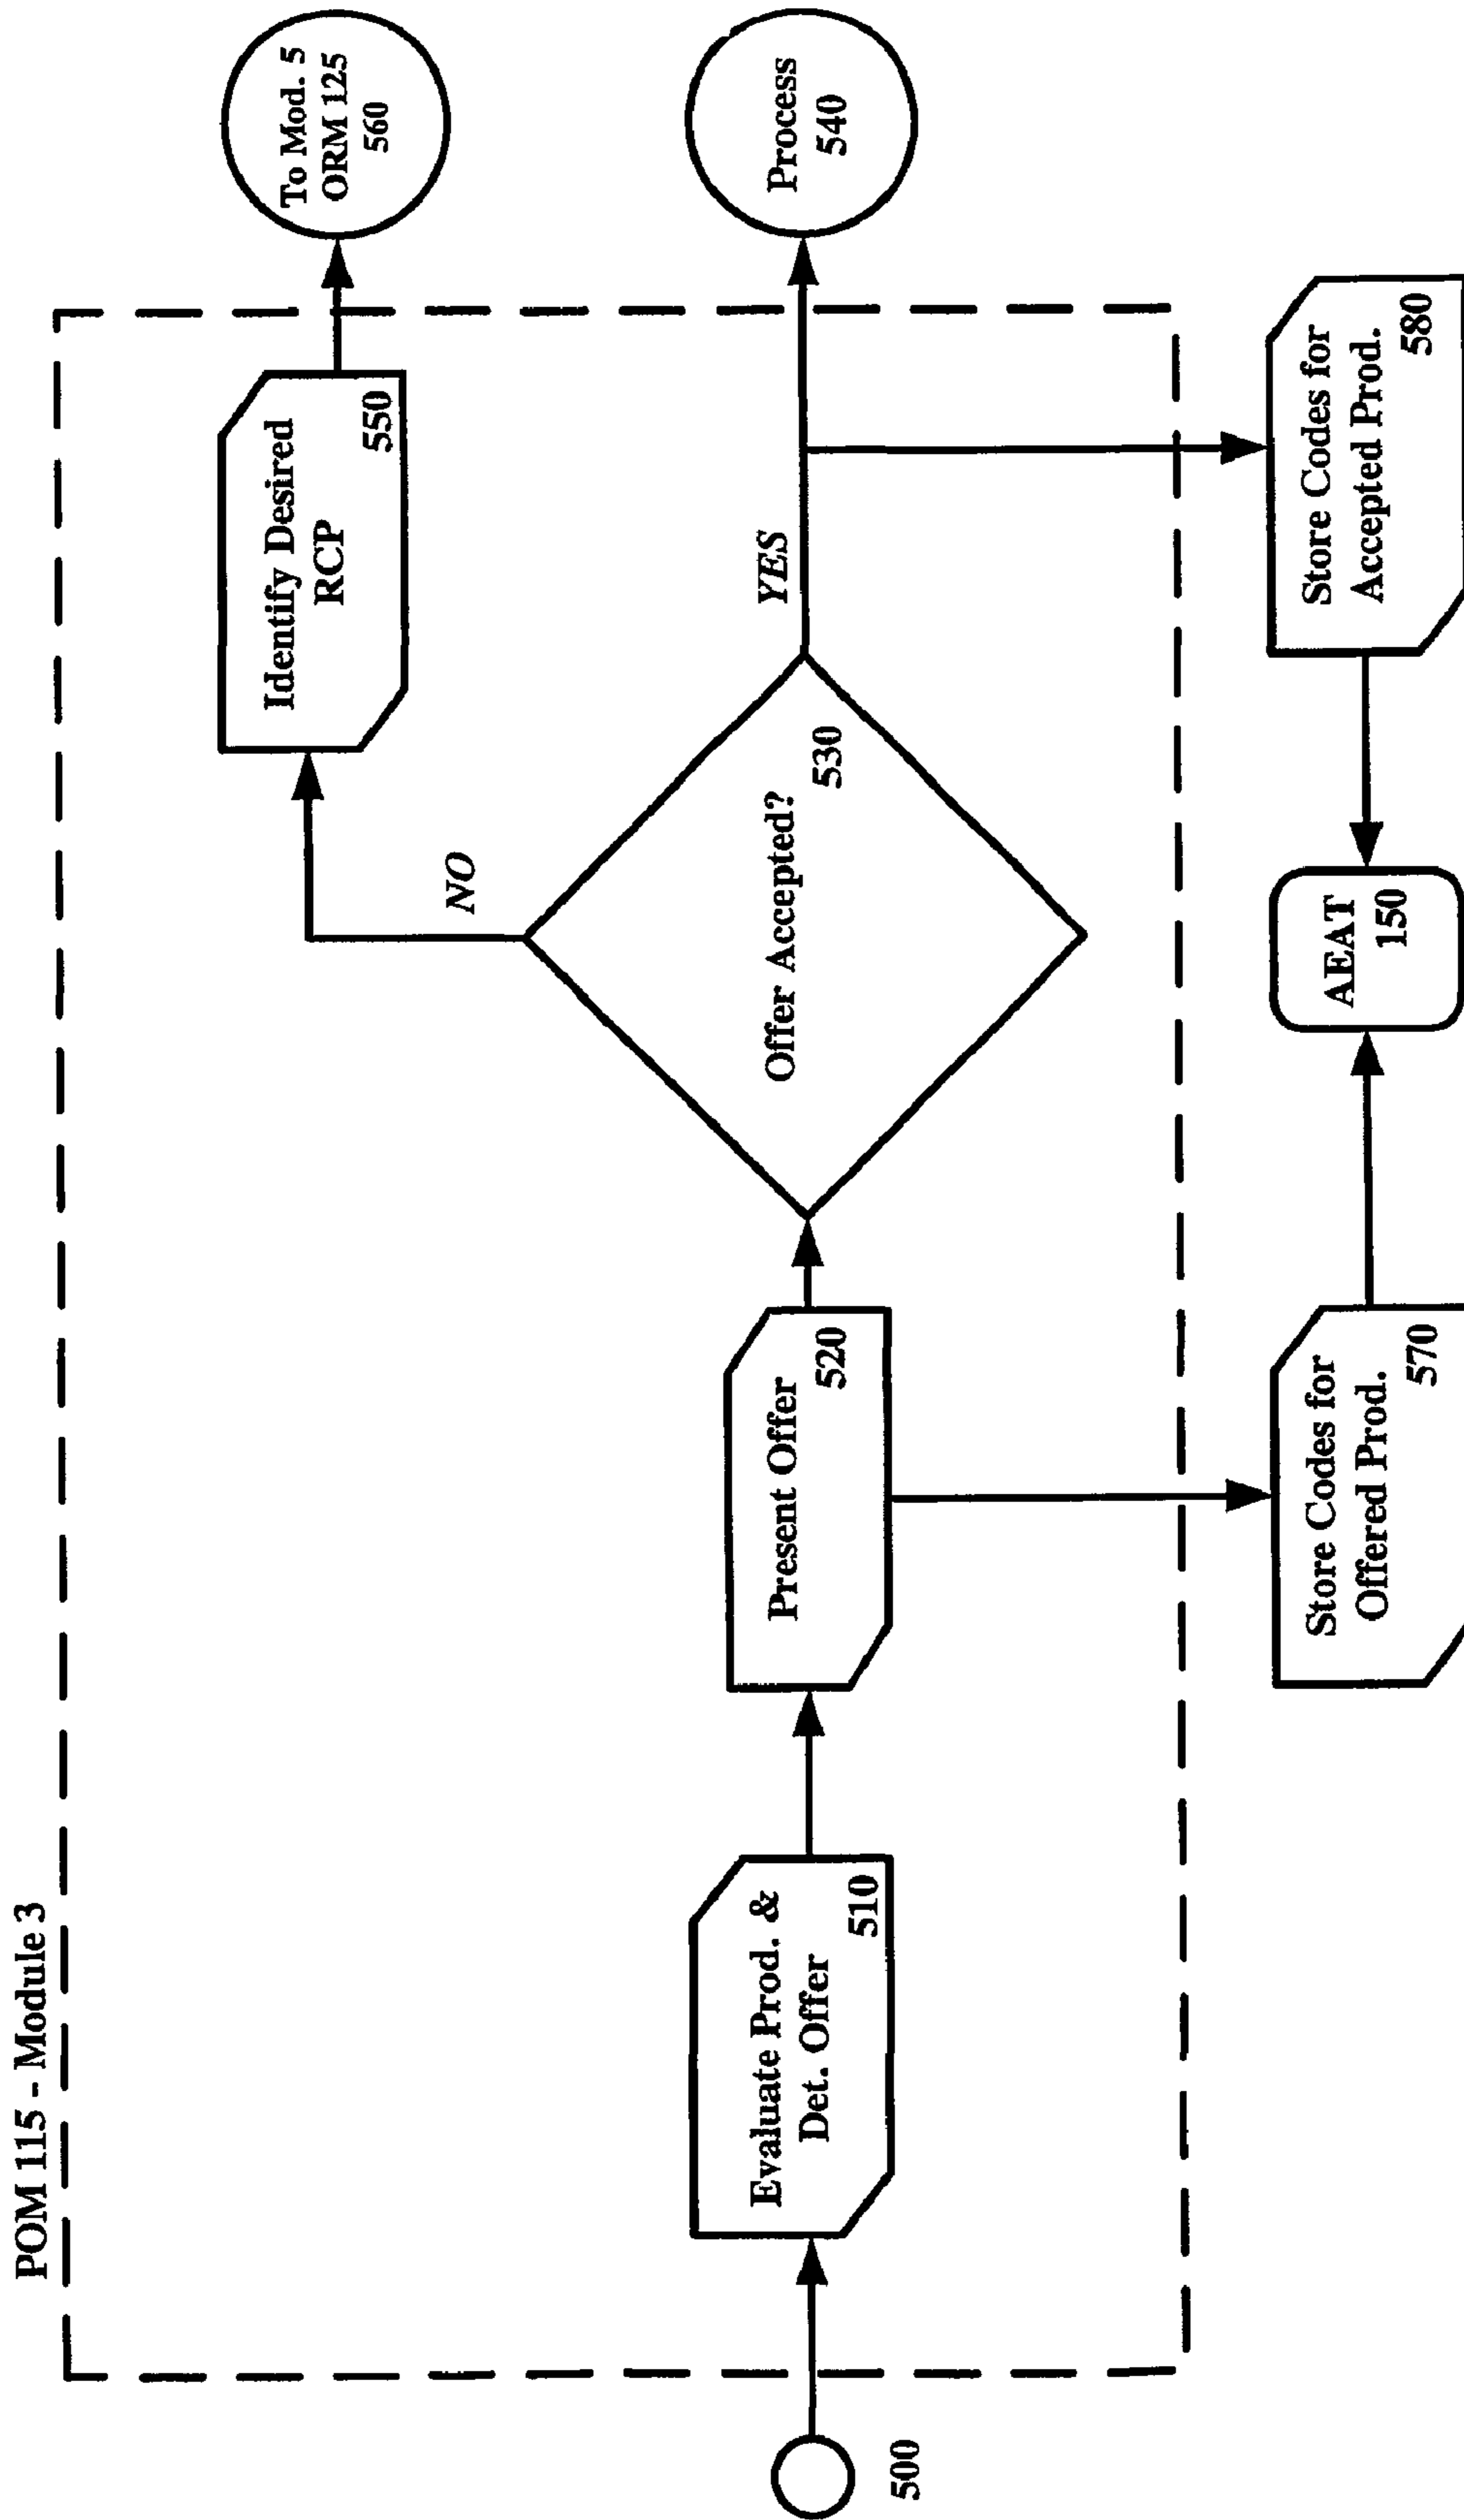 POM 115 - Module 3
500
Evaluate Prod. &
Det. Offer
510
Present Offer
520
Offer Accepted?
530
NO
YES
Identify Desired
RCP
550
To Mod. 5
ORM 125
560
Process
540
Store Codes for
Offered Prod.
570
AEAT
150
Store Codes for
Accepted Prod.
580